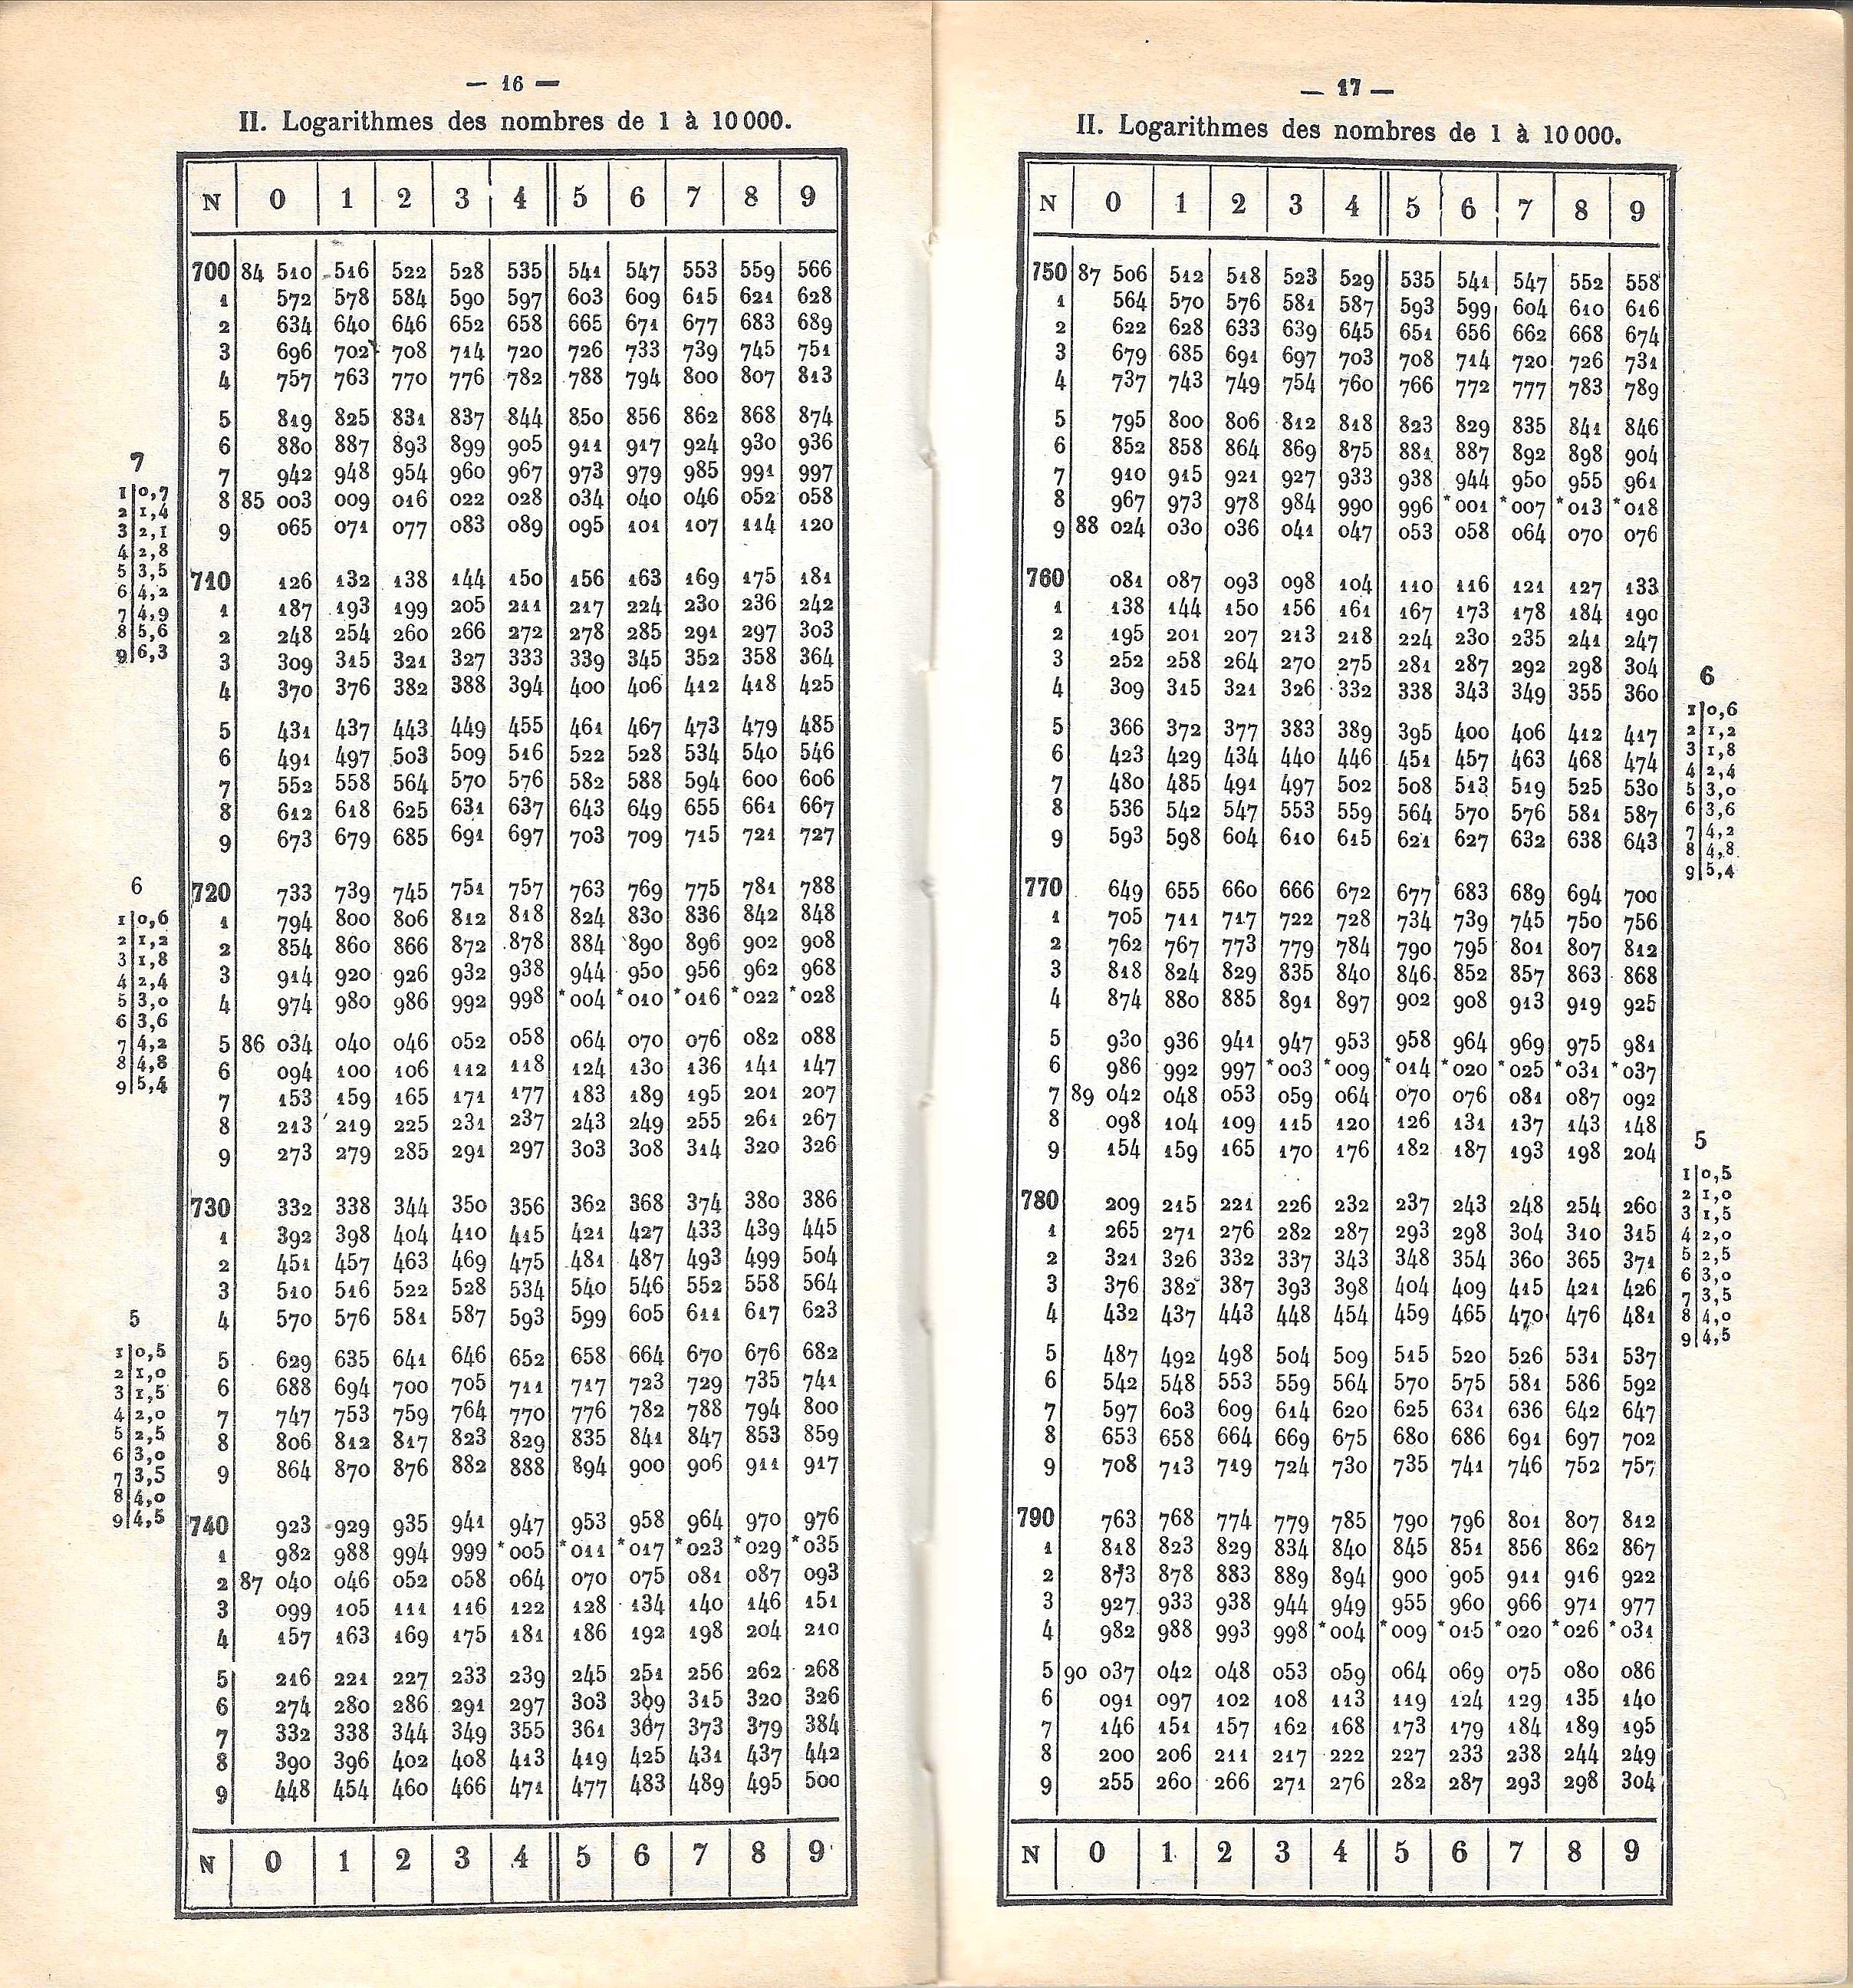 — 16 —
II. Logarithmes des nombres de 1 à 10 000.
N 0 1 2 3 4 5 6 7 8 9
700 84 510 516 522 528 535 541 547 553 559 566
1 572 578 584 590 597 603 609 615 621 628
2 634 640 646 652 658 665 671 677 683 689
3 696 702 708 714 720 726 733 739 745 751
4 757 763 770 776 782 788 794 800 807 813
5 819 825 831 837 844 850 856 862 868 874
6 880 887 893 899 905 911 917 924 930 936
7 942 948 954 960 967 973 979 985 991 997
8 85 003 009 016 022 028 034 040 046 052 058
9 065 071 077 083 089 095 101 107 114 120
710 126 132 138 144 150 156 163 169 175 181
1 187 193 199 205 211 217 224 230 236 242
2 248 254 260 266 272 278 285 291 297 303
3 309 315 321 327 333 339 345 352 358 364
4 370 376 382 388 394 400 406 412 418 425
5 431 437 443 449 455 461 467 473 479 485
6 491 497 503 509 516 522 528 534 540 546
7 552 558 564 570 576 582 588 594 600 606
8 612 618 625 631 637 643 649 655 661 667
9 673 679 685 691 697 703 709 715 721 727
720 733 739 745 751 757 763 769 775 781 788
1 794 800 806 812 818 824 830 836 842 848
2 854 860 866 872 878 884 890 896 902 908
3 914 920 926 932 938 944 950 956 962 968
4 974 980 986 992 998 *004 *010 *016 *022 *028
5 86 034 040 046 052 058 064 070 076 082 088
6 094 100 106 112 118 124 130 136 141 147
7 153 159 165 171 177 183 189 195 201 207
8 213 219 225 231 237 243 249 255 261 267
9 273 279 285 291 297 303 308 314 320 326
730 332 338 344 350 356 362 368 374 380 386
1 392 398 404 410 415 421 427 433 439 445
2 451 457 463 469 475 481 487 493 499 504
3 510 516 522 528 534 540 546 552 558 564
4 570 576 581 587 593 599 605 611 617 623
5 629 635 641 646 652 658 664 670 676 682
6 688 694 700 705 711 717 723 729 735 741
7 747 753 759 764 770 776 782 788 794 800
8 806 812 817 823 829 835 841 847 853 859
9 864 870 876 882 888 894 900 906 911 917
740 923 929 935 941 947 953 958 964 970 976
1 982 988 994 999 *005 *011 *017 *023 *029 *035
2 87 040 046 052 058 064 070 075 081 087 093
3 099 105 111 116 122 128 134 140 146 151
4 157 163 169 175 181 186 192 198 204 210
5 216 221 227 233 239 245 251 256 262 268
6 274 280 286 291 297 303 309 315 320 326
7 332 338 344 349 355 361 367 373 379 384
8 390 396 402 408 413 419 425 431 437 442
9 448 454 460 466 471 477 483 489 495 500
N 0 1 2 3 4 5 6 7 8 9
7
1 0,7
2 1,4
3 2,1
4 2,8
5 3,5
6 4,2
7 4,9
8 5,6
9 6,3
6
1 0,6
2 1,2
3 1,8
4 2,4
5 3,0
6 3,6
7 4,2
8 4,8
9 5,4
5
1 0,5
2 1,0
3 1,5
4 2,0
5 2,5
6 3,0
7 3,5
8 4,0
9 4,5
— 17 —
II. Logarithmes des nombres de 1 à 10 000.
N 0 1 2 3 4 5 6 7 8 9
750 87 506 512 518 523 529 535 541 547 552 558
1 564 570 576 581 587 593 599 604 610 616
2 622 628 633 639 645 651 656 662 668 674
3 679 685 691 697 703 708 714 720 726 731
4 737 743 749 754 760 766 772 777 783 789
5 795 800 806 812 818 823 829 835 841 846
6 852 858 864 869 875 881 887 892 898 904
7 910 915 921 927 933 938 944 950 955 961
8 967 973 978 984 990 996 *001 *007 *013 *018
9 88 024 030 036 041 047 053 058 064 070 076
760 081 087 093 098 104 110 116 121 127 133
1 138 144 150 156 161 167 173 178 184 190
2 195 201 207 213 218 224 230 235 241 247
3 252 258 264 270 275 281 287 292 298 304
4 309 315 321 326 332 338 343 349 355 360
5 366 372 377 383 389 395 400 406 412 417
6 423 429 434 440 446 451 457 463 468 474
7 480 485 491 497 502 508 513 519 525 530
8 536 542 547 553 559 564 570 576 581 587
9 593 598 604 610 615 621 627 632 638 643
770 649 655 660 666 672 677 683 689 694 700
1 705 711 717 722 728 734 739 745 750 756
2 762 767 773 779 784 790 795 801 807 812
3 818 824 829 835 840 846 852 857 863 868
4 874 880 885 891 897 902 908 913 919 925
5 930 936 941 947 953 958 964 969 975 981
6 986 992 997 *003 *009 *014 *020 *025 *031 *037
7 89 042 048 053 059 064 070 076 081 087 092
8 098 104 109 115 120 126 131 137 143 148
9 154 159 165 170 176 182 187 193 198 204
780 209 215 221 226 232 237 243 248 254 260
1 265 271 276 282 287 293 298 304 310 315
2 321 326 332 337 343 348 354 360 365 371
3 376 382 387 393 398 404 409 415 421 426
4 432 437 443 448 454 459 465 470 476 481
5 487 492 498 504 509 515 520 526 531 537
6 542 548 553 559 564 570 575 581 586 592
7 597 603 609 614 620 625 631 636 642 647
8 653 658 664 669 675 680 686 691 697 702
9 708 713 719 724 730 735 741 746 752 757
790 763 768 774 779 785 790 796 801 807 812
1 818 823 829 834 840 845 851 856 862 867
2 873 878 883 889 894 900 905 911 916 922
3 927 933 938 944 949 955 960 966 971 977
4 982 988 993 998 *004 *009 *015 *020 *026 *031
5 90 037 042 048 053 059 064 069 075 080 086
6 091 097 102 108 113 119 124 129 135 140
7 146 151 157 162 168 173 179 184 189 195
8 200 206 211 217 222 227 233 238 244 249
9 255 260 266 271 276 282 287 293 298 304
N 0 1 2 3 4 5 6 7 8 9
6
1 0,6
2 1,2
3 1,8
4 2,4
5 3,0
6 3,6
7 4,2
8 4,8
9 5,4
5
1 0,5
2 1,0
3 1,5
4 2,0
5 2,5
6 3,0
7 3,5
8 4,0
9 4,5